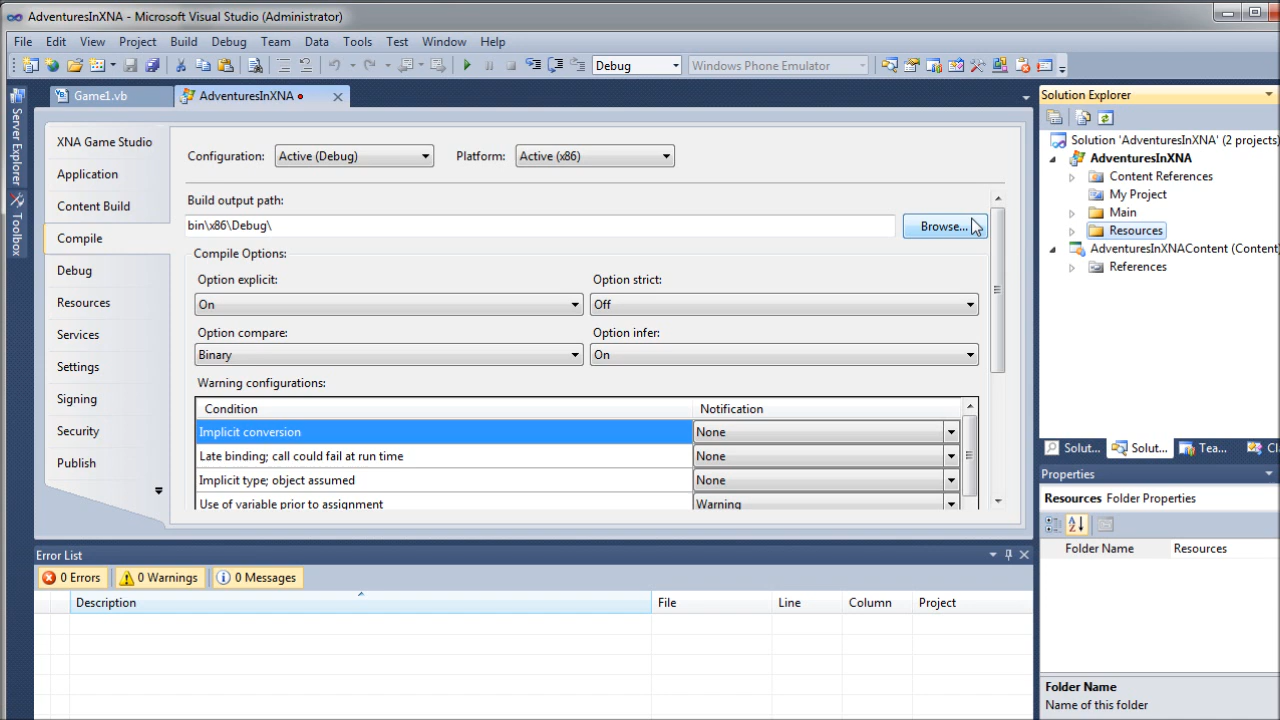 AdventuresInXNA - Microsoft Visual Studio (Administrator)
File Edit View Project Build Debug Team Data Tools Test Window Help
Debug Windows Phone Emulator
Server Explorer
Toolbox
Game1.vb AdventuresInXNA
XNA Game Studio
Application
Content Build
Compile
Debug
Resources
Services
Settings
Signing
Security
Publish
Configuration: Active (Debug) Platform: Active (x86)
Build output path:
bin\x86\Debug\ Browse...
Compile Options:
Option explicit: Option strict:
On Off
Option compare: Option infer:
Binary On
Warning configurations:
Condition Notification
Implicit conversion None
Late binding; call could fail at run time None
Implicit type; object assumed None
Use of variable prior to assignment Warning
Error List
0 Errors 0 Warnings 0 Messages
Description File Line Column Project
Solution Explorer
Solution 'AdventuresInXNA' (2 projects)
AdventuresInXNA
Content References
My Project
Main
Resources
AdventuresInXNAContent (Content)
References
Solut... Solut... Tea... Cl
Properties
Resources Folder Properties
Folder Name Resources
Folder Name
Name of this folder